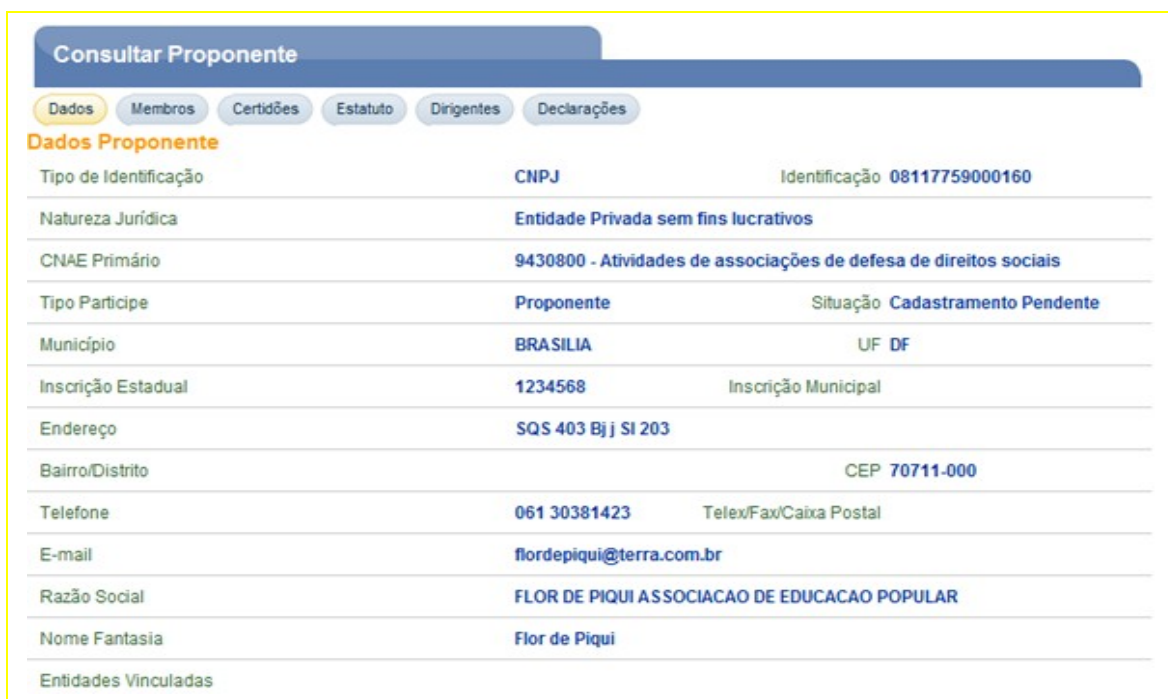 Consultar Proponente
Dados Membros Certidões Estatuto Dirigentes Declarações
Dados Proponente
Tipo de Identificação CNPJ Identificação 08117759000160
Natureza Jurídica Entidade Privada sem fins lucrativos
CNAE Primário 9430800 - Atividades de associações de defesa de direitos sociais
Tipo Participe Proponente Situação Cadastramento Pendente
Município BRASILIA UF DF
Inscrição Estadual 1234568 Inscrição Municipal
Endereço SQS 403 Bj j Sl 203
Bairro/Distrito CEP 70711-000
Telefone 061 30381423 Telex/Fax/Caixa Postal
E-mail flordepiqui@terra.com.br
Razão Social FLOR DE PIQUI ASSOCIACAO DE EDUCACAO POPULAR
Nome Fantasia Flor de Piqui
Entidades Vinculadas